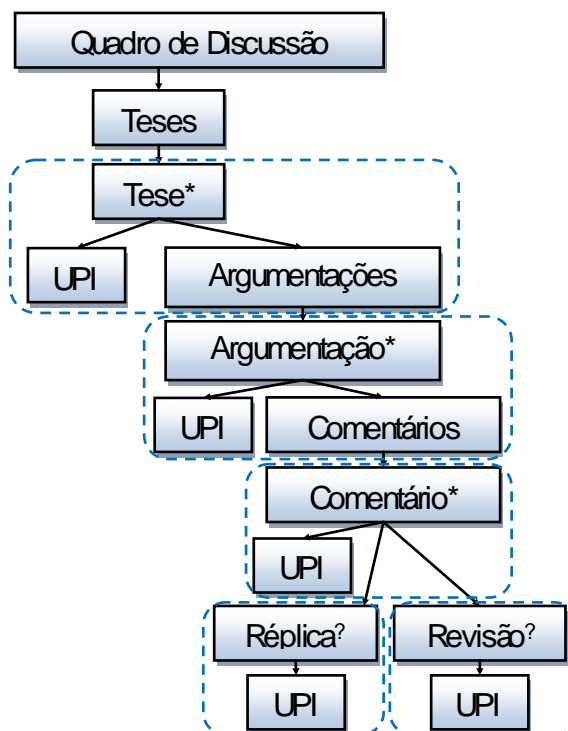 Quadro de Discussão
Teses
Tese*
UPI
Argumentações
Argumentação*
UPI
Comentários
Comentário*
UPI
Réplica?
Revisão?
UPI
UPI